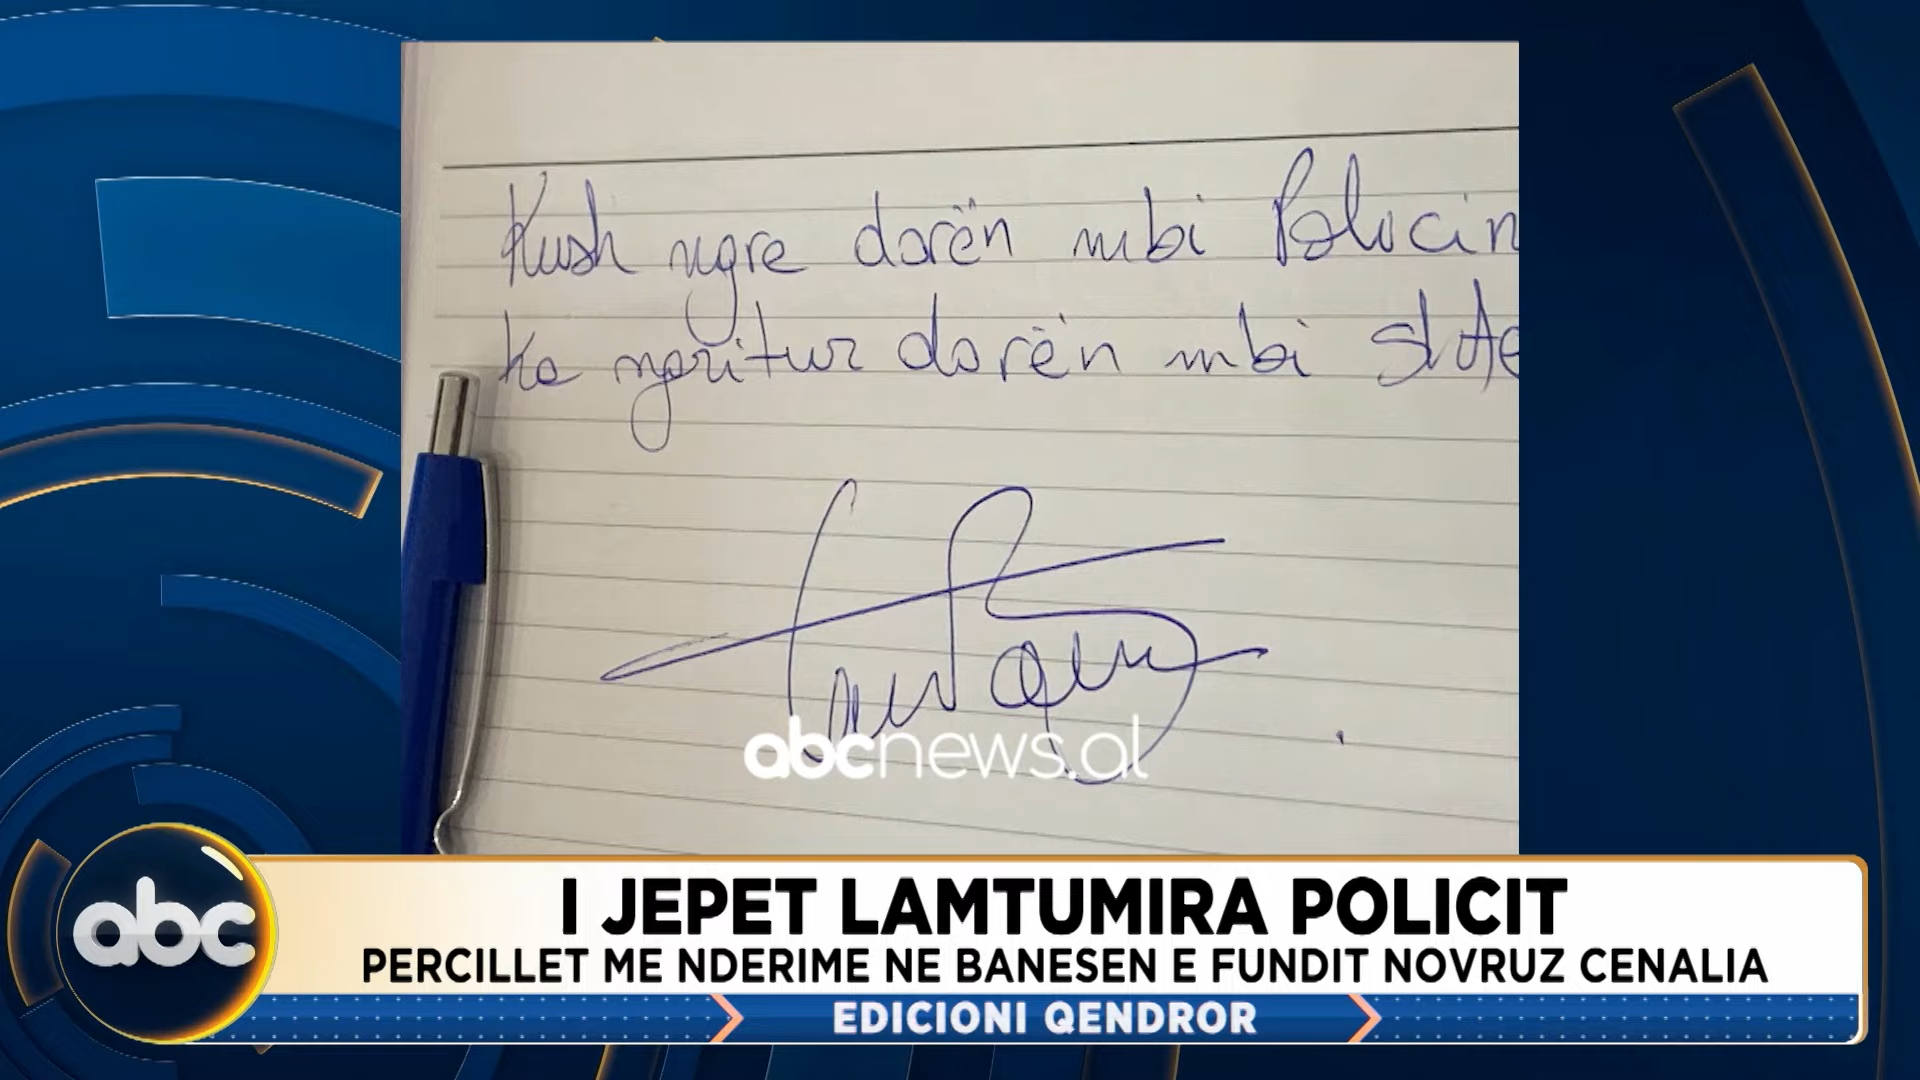 Kush ngre dorën mbi Policin
ka ngritur dorën mbi shte
abcnews.al
I JEPET LAMTUMIRA POLICIT
PERCILLET ME NDERIME NE BANESEN E FUNDIT NOVRUZ CENALIA
abc
EDICIONI QENDROR